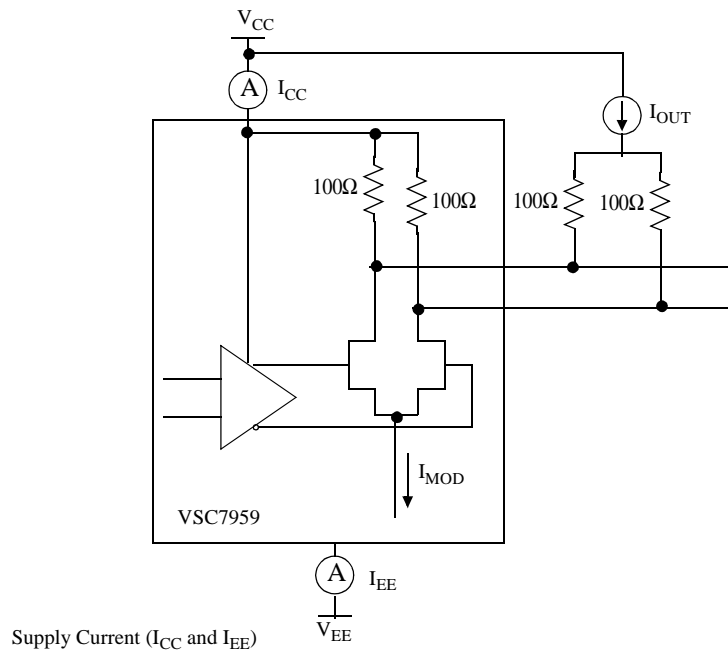 V_CC
A I_CC
I_OUT
100Ω 100Ω 100Ω 100Ω
I_MOD
VSC7959
A I_EE
V_EE
Supply Current (I_CC and I_EE)